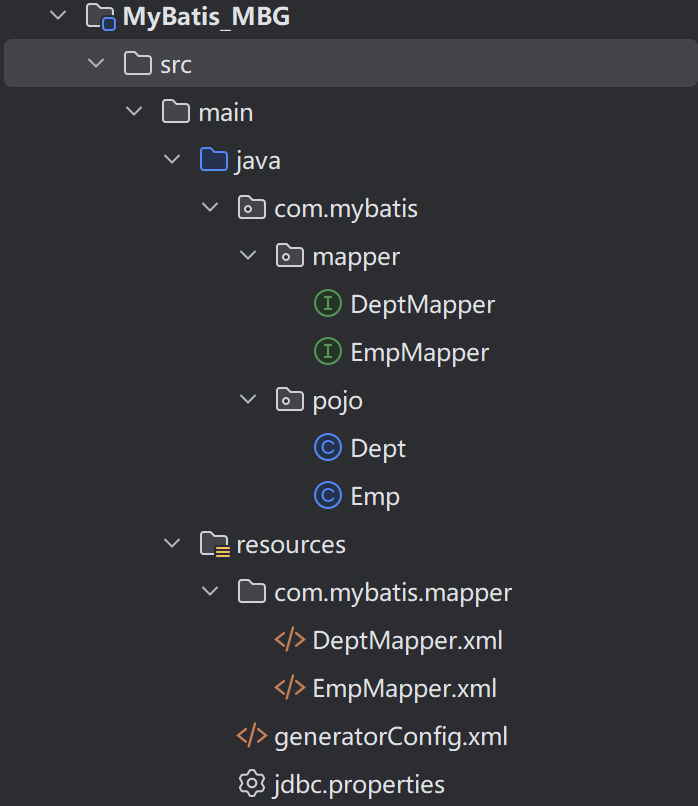 MyBatis_MBG
src
main
java
com.mybatis
mapper
DeptMapper
EmpMapper
pojo
Dept
Emp
resources
com.mybatis.mapper
DeptMapper.xml
EmpMapper.xml
generatorConfig.xml
jdbc.properties